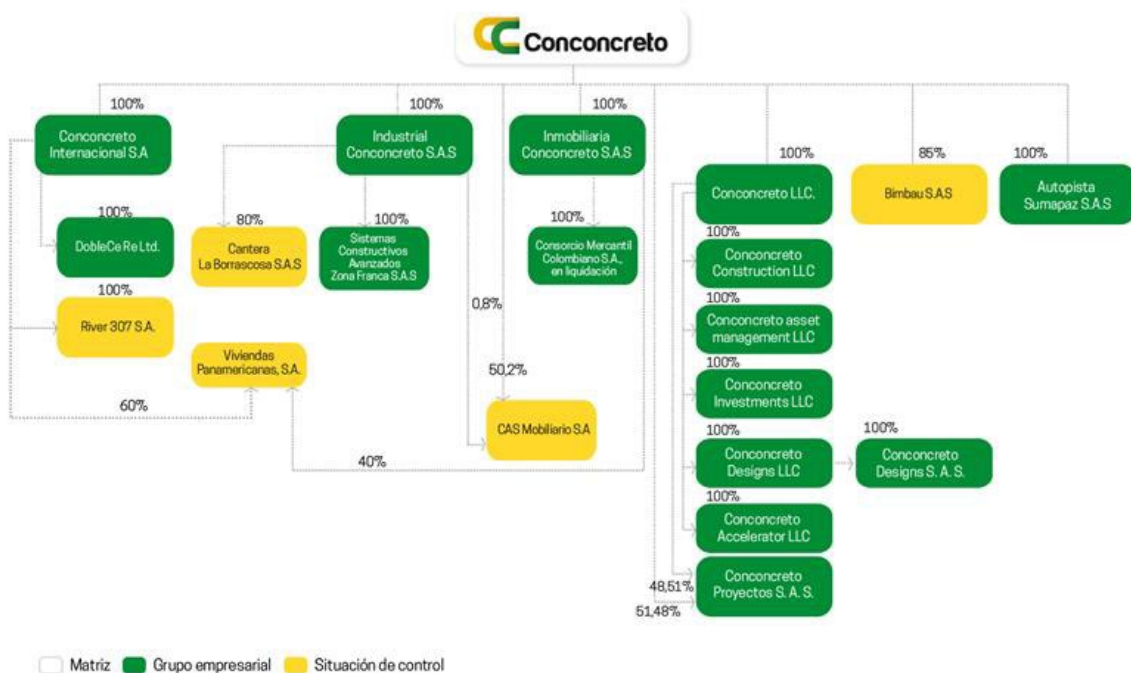 Conconcreto
100%
Conconcreto
Internacional S.A
100%
Industrial
Conconcreto S.A.S
100%
Inmobiliaria
Conconcreto S.A.S
100%
Conconcreto LLC.
85%
Bimbau S.A.S
100%
Autopista
Sumapaz S.A.S
100%
DobleCe Re Ltd.
80%
Cantera
La Borrascosa S.A.S
100%
Sistemas
Constructivos
Avanzados
Zona Franca S.A.S
100%
Consorcio Mercantil
Colombiano S.A.,
en liquidación
100%
Conconcreto
Construction LLC
100%
River 307 S.A.
0,8%
100%
Conconcreto asset
management LLC
Viviendas
Panamericanas, S.A.
50,2%
100%
Conconcreto
Investments LLC
60%
CAS Mobiliario S.A
40%
100%
Conconcreto
Designs LLC
100%
Conconcreto
Designs S. A. S.
100%
Conconcreto
Accelerator LLC
48,51%
51,48%
Conconcreto
Proyectos S. A. S.
Matriz
Grupo empresarial
Situación de control